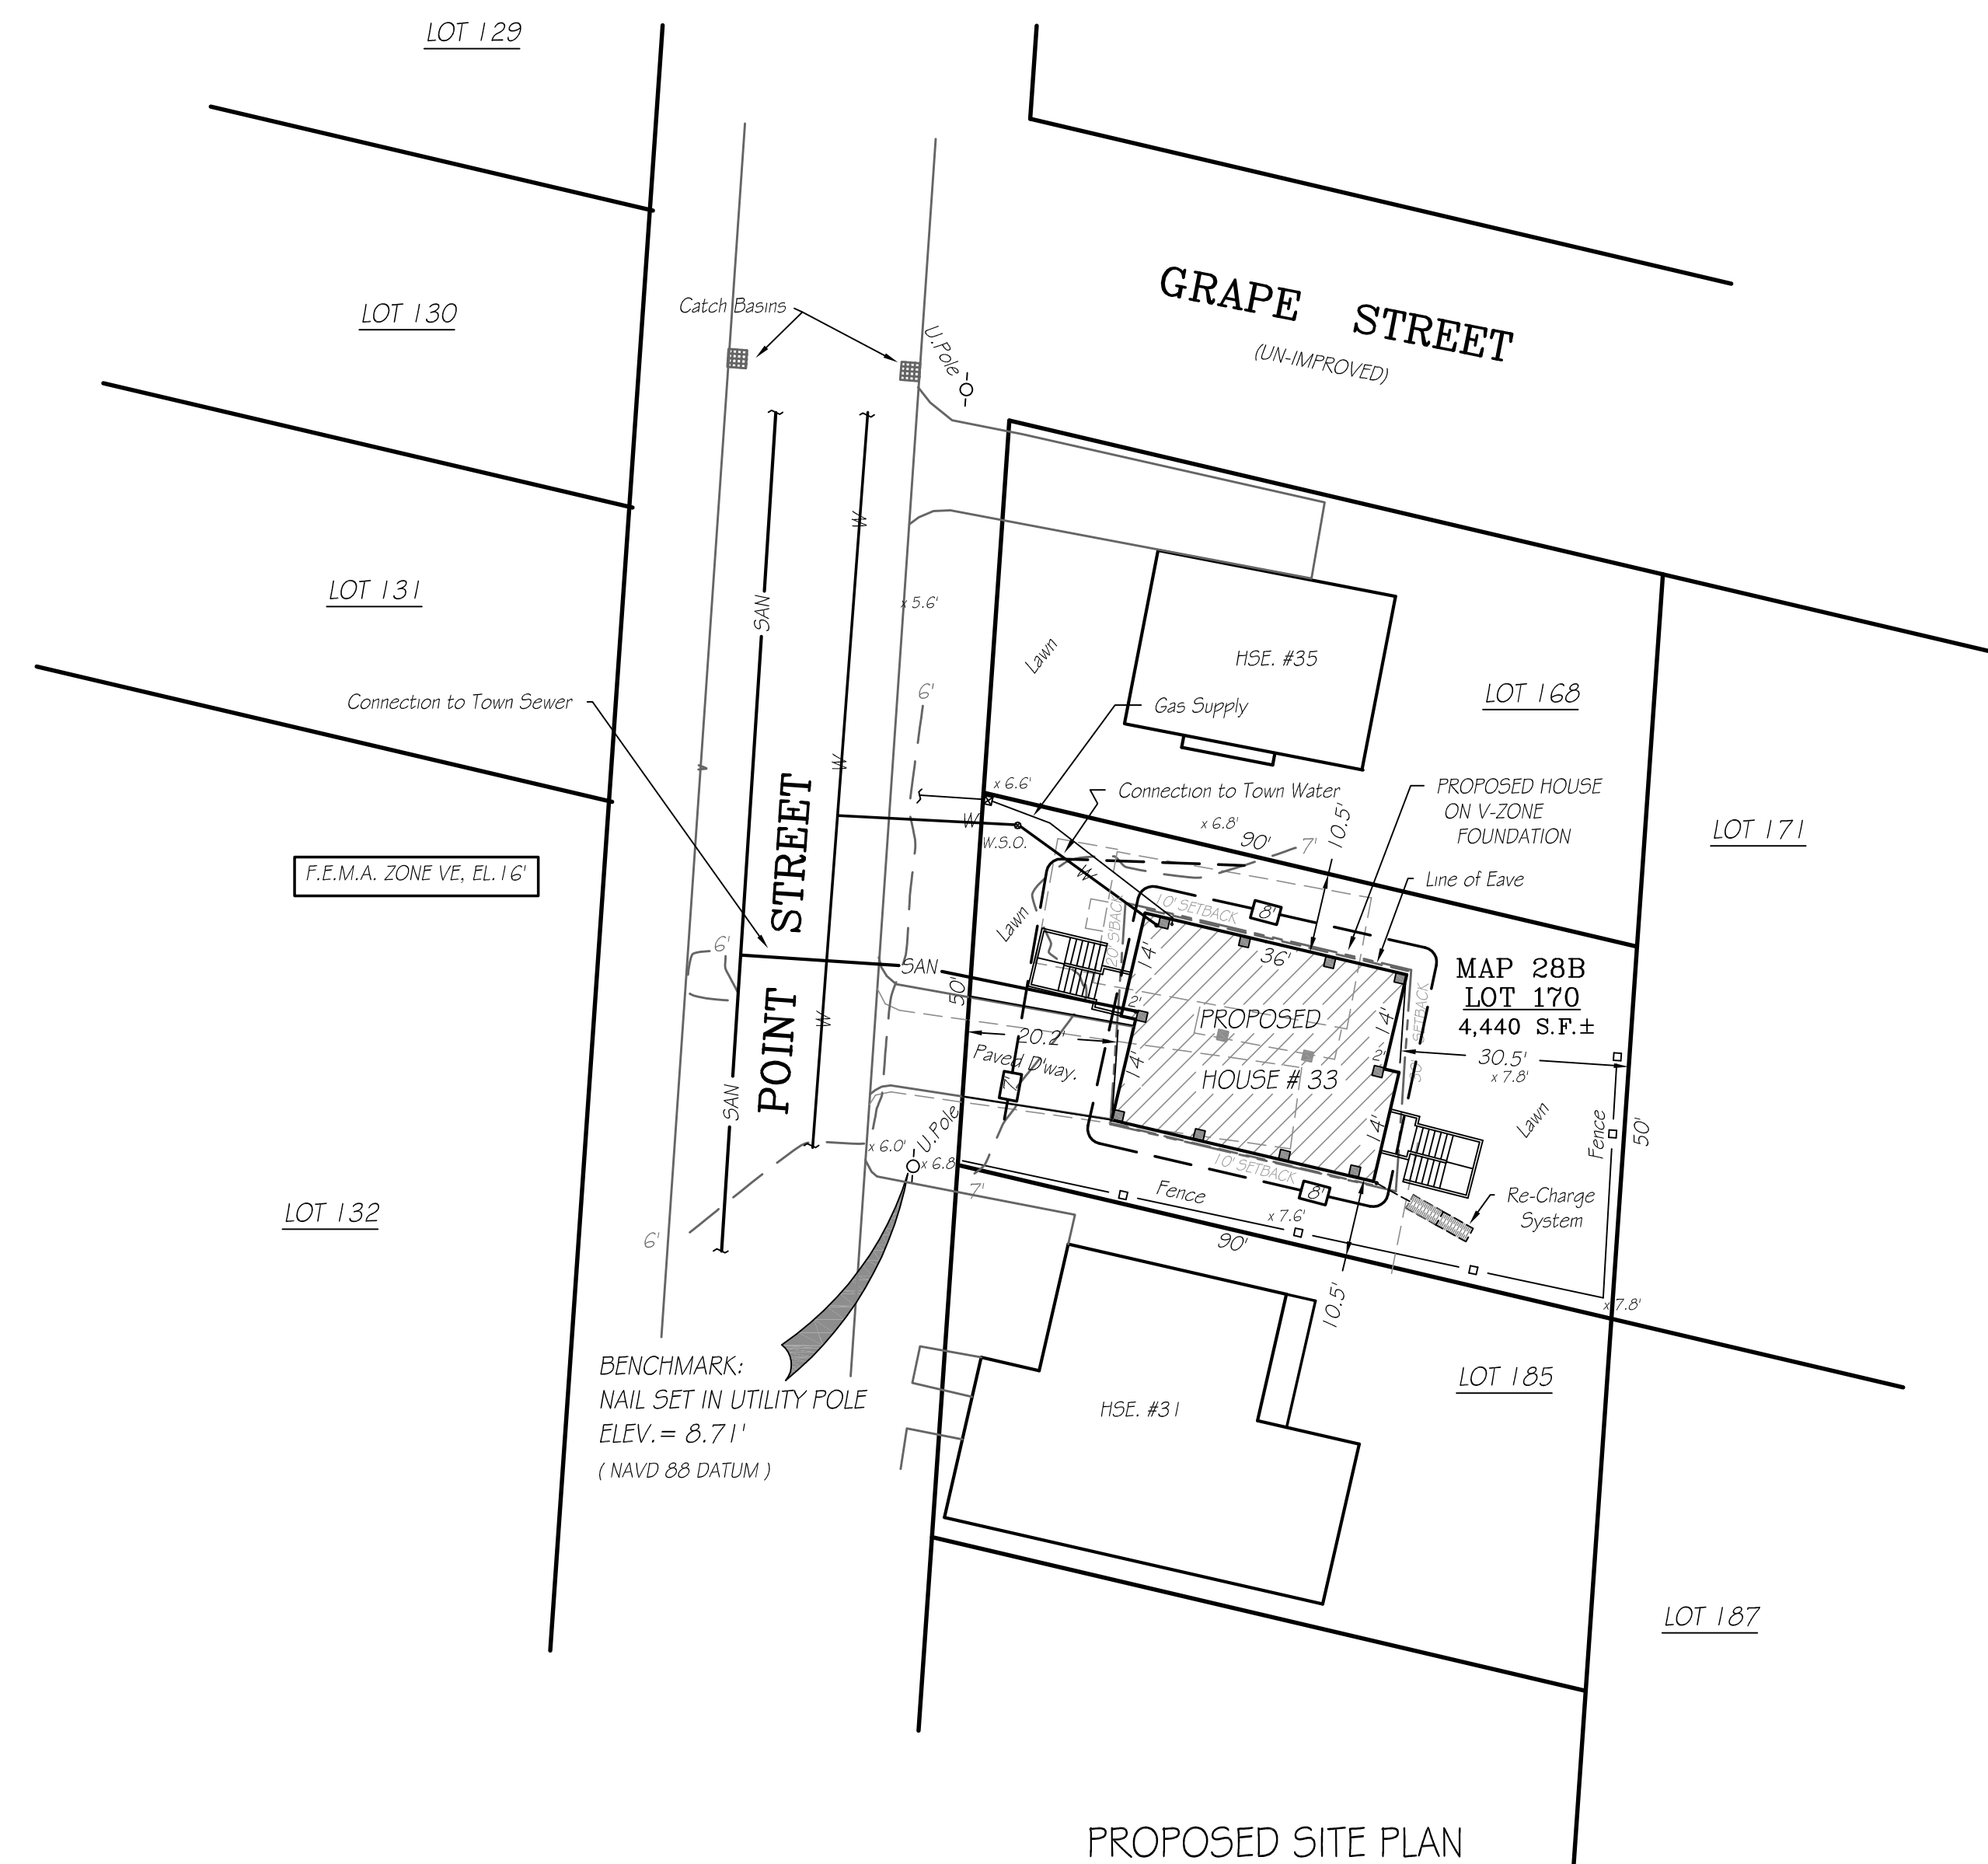 LOT 129
LOT 130
Catch Basins
U.Pole
GRAPE STREET
(UN-IMPROVED)
LOT 131
SAN
W
x 5.6'
Lawn
HSE. #35
LOT 168
Connection to Town Sewer
6'
Gas Supply
W
x 6.6'
Connection to Town Water
PROPOSED HOUSE
ON V-ZONE
FOUNDATION
W
W.S.O.
x 6.8'
90'
7'
10.5'
LOT 171
F.E.M.A. ZONE VE, EL.16'
W
Line of Eave
POINT STREET
Lawn
20' S'BACK
10' SETBACK
8'
14'
36'
6'
SAN
50'
MAP 28B
LOT 170
4,440 S.F.±
30' SETBACK
2'
PROPOSED
14'
W
20.2'
Paved D'way.
14'
2'
30.5'
x 7.8'
HOUSE # 33
7'
SAN
Lawn
Fence
50'
14'
x 6.0'
U.Pole
x 6.8'
7'
10' SETBACK
8'
Fence
x 7.6'
90'
Re-Charge
System
LOT 132
6'
10.5'
x 7.8'
BENCHMARK:
NAIL SET IN UTILITY POLE
ELEV.= 8.71'
( NAVD 88 DATUM )
LOT 185
HSE. #31
LOT 187
PROPOSED SITE PLAN